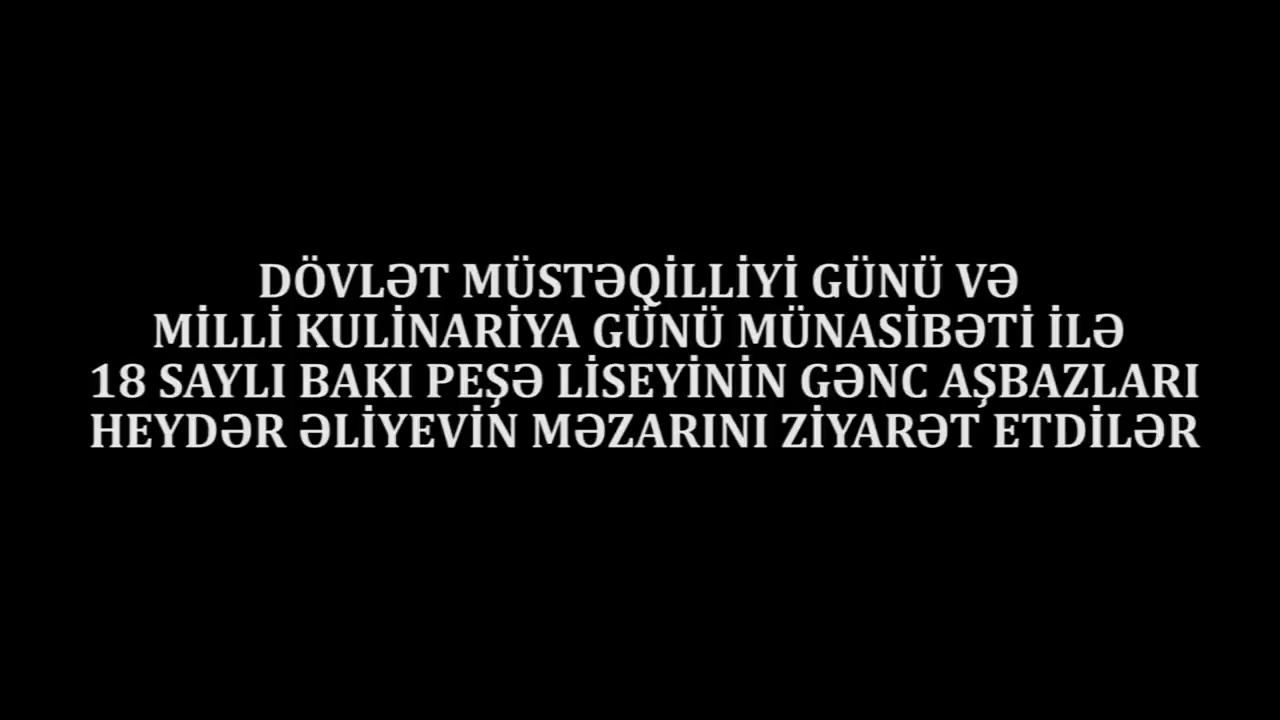 DÖVLƏT MÜSTƏQİLLİYİ GÜNÜ VƏ
MİLLİ KULİNARİYA GÜNÜ MÜNASİBƏTİ İLƏ
18 SAYLI BAKI PEŞƏ LİSEYİNİN GƏNC AŞBAZLARI
HEYDƏR ƏLİYEVİN MƏZARINI ZİYARƏT ETDİLƏR